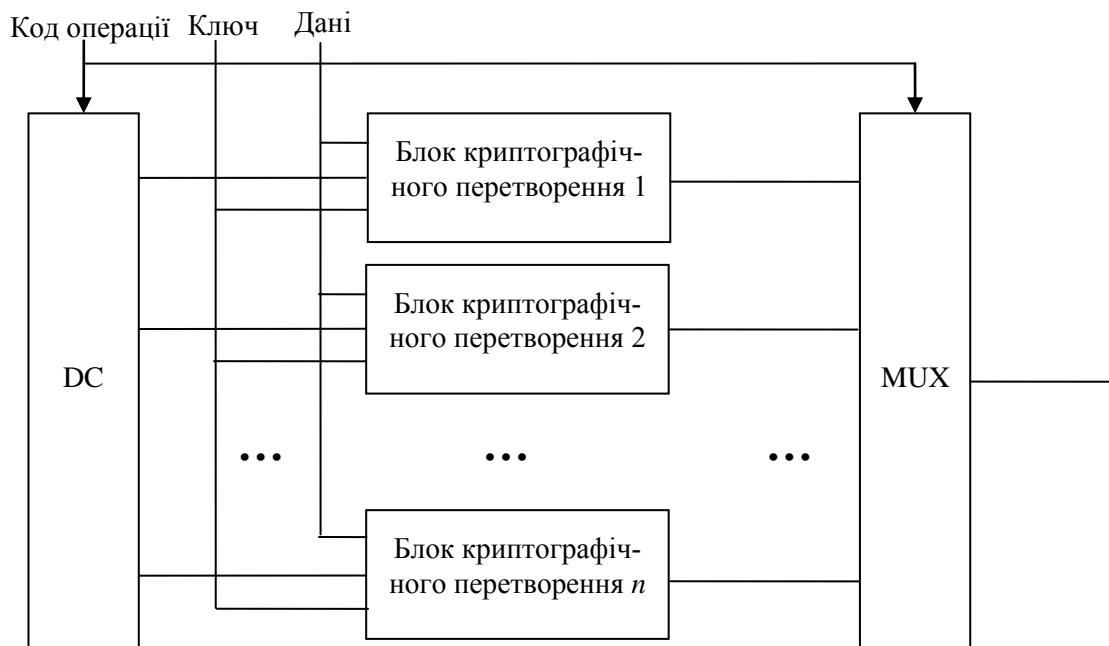 Код операції Ключ Дані
Блок криптографіч-
ного перетворення 1
Блок криптографіч-
ного перетворення 2
DC
MUX
... ... ...
Блок криптографіч-
ного перетворення n